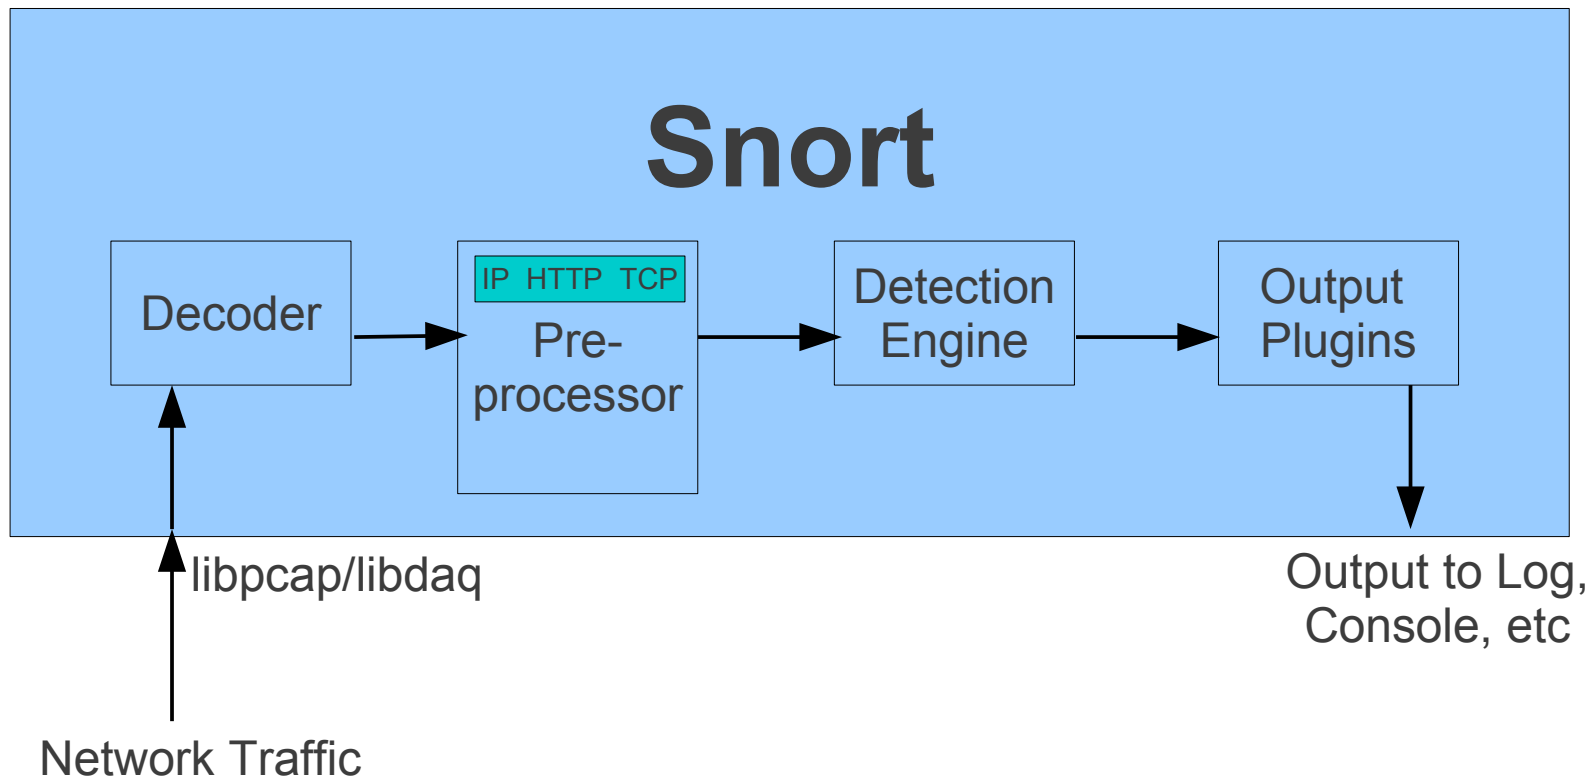 Snort
Decoder
IP HTTP TCP
Pre-
processor
Detection
Engine
Output
Plugins
libpcap/libdaq
Output to Log,
Console, etc
Network Traffic